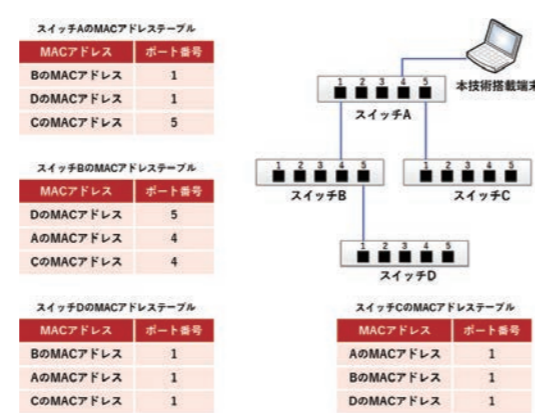 スイッチAのMACアドレステーブル
MACアドレス ポート番号
BのMACアドレス 1
DのMACアドレス 1
CのMACアドレス 5
スイッチBのMACアドレステーブル
MACアドレス ポート番号
DのMACアドレス 5
AのMACアドレス 4
CのMACアドレス 4
スイッチDのMACアドレステーブル
MACアドレス ポート番号
BのMACアドレス 1
AのMACアドレス 1
CのMACアドレス 1
1 2 3 4 5
本技術搭載端末
スイッチA
1 2 3 4 5
スイッチB
1 2 3 4 5
スイッチC
1 2 3 4 5
スイッチD
スイッチCのMACアドレステーブル
MACアドレス ポート番号
AのMACアドレス 1
BのMACアドレス 1
DのMACアドレス 1